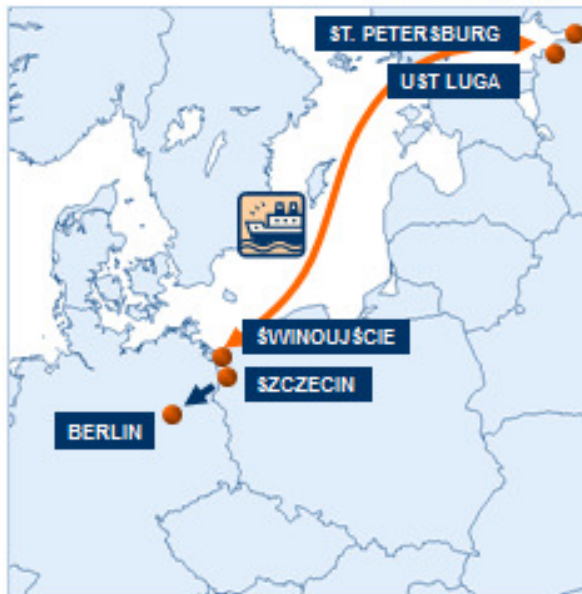 ST. PETERSBURG
UST LUGA
ŚWINOUJŚCIE
SZCZECIN
BERLIN